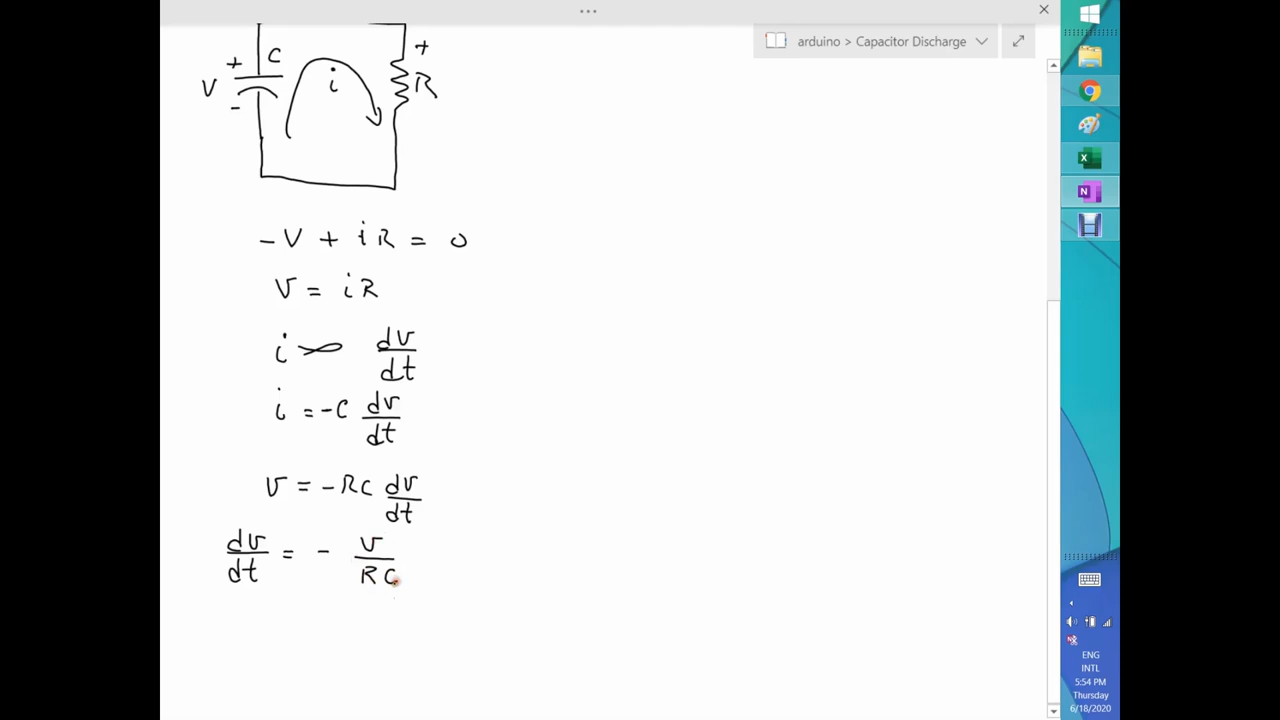 arduino > Capacitor Discharge
+ C
V
-
i
+
R
-V + iR = 0
V = iR
i ∝ dv/dt
i = -C dv/dt
V = -RC dv/dt
dv/dt = - V/RC
ENG
INTL
5:54 PM
Thursday
6/18/2020